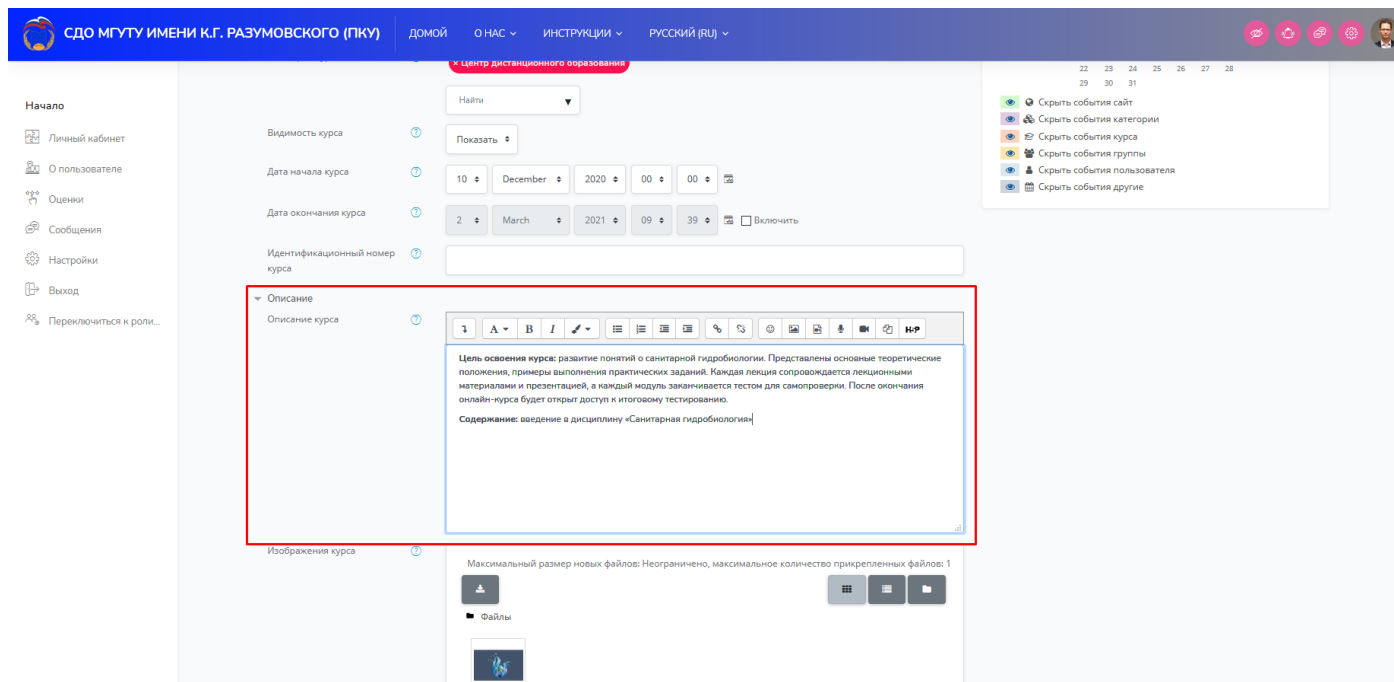 СДО МГУТУ ИМЕНИ К.Г. РАЗУМОВСКОГО (ПКУ)
ДОМОЙ
О НАС
ИНСТРУКЦИИ
РУССКИЙ (RU)
Начало
Личный кабинет
О пользователе
Оценки
Сообщения
Настройки
Выход
Переключиться к роли...
× Центр дистанционного образования
Найти ▼
Видимость курса
Показать
Дата начала курса
10 December 2020 00 00
Дата окончания курса
2 March 2021 09 39 Включить
Идентификационный номер
курса
Описание
Описание курса
A B I H-P
Цель освоения курса: развитие понятий о санитарной гидробиологии. Представлены основные теоретические
положения, примеры выполнения практических заданий. Каждая лекция сопровождается лекционными
материалами и презентацией, а каждый модуль заканчивается тестом для самопроверки. После окончания
онлайн-курса будет открыт доступ к итоговому тестированию.
Содержание: введение в дисциплину «Санитарная гидробиология»
Изображения курса
Максимальный размер новых файлов: Неограничено, максимальное количество прикрепленных файлов: 1
Файлы
22 23 24 25 26 27 28
29 30 31
Скрыть события сайт
Скрыть события категории
Скрыть события курса
Скрыть события группы
Скрыть события пользователя
Скрыть события другие